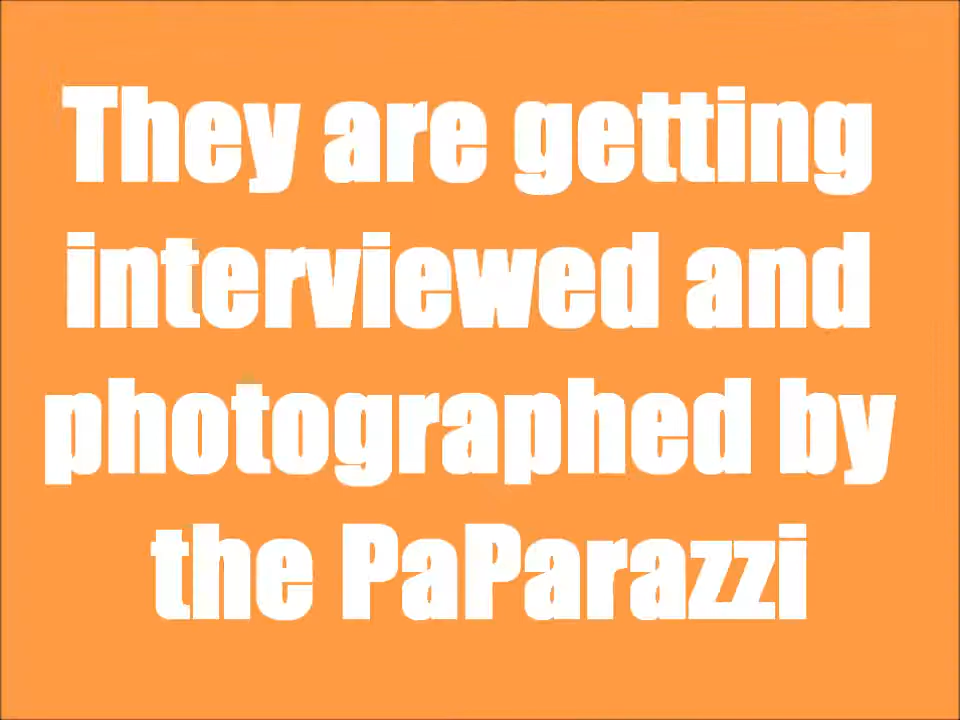 They are getting
interviewed and
photographed by
the PaParazzi